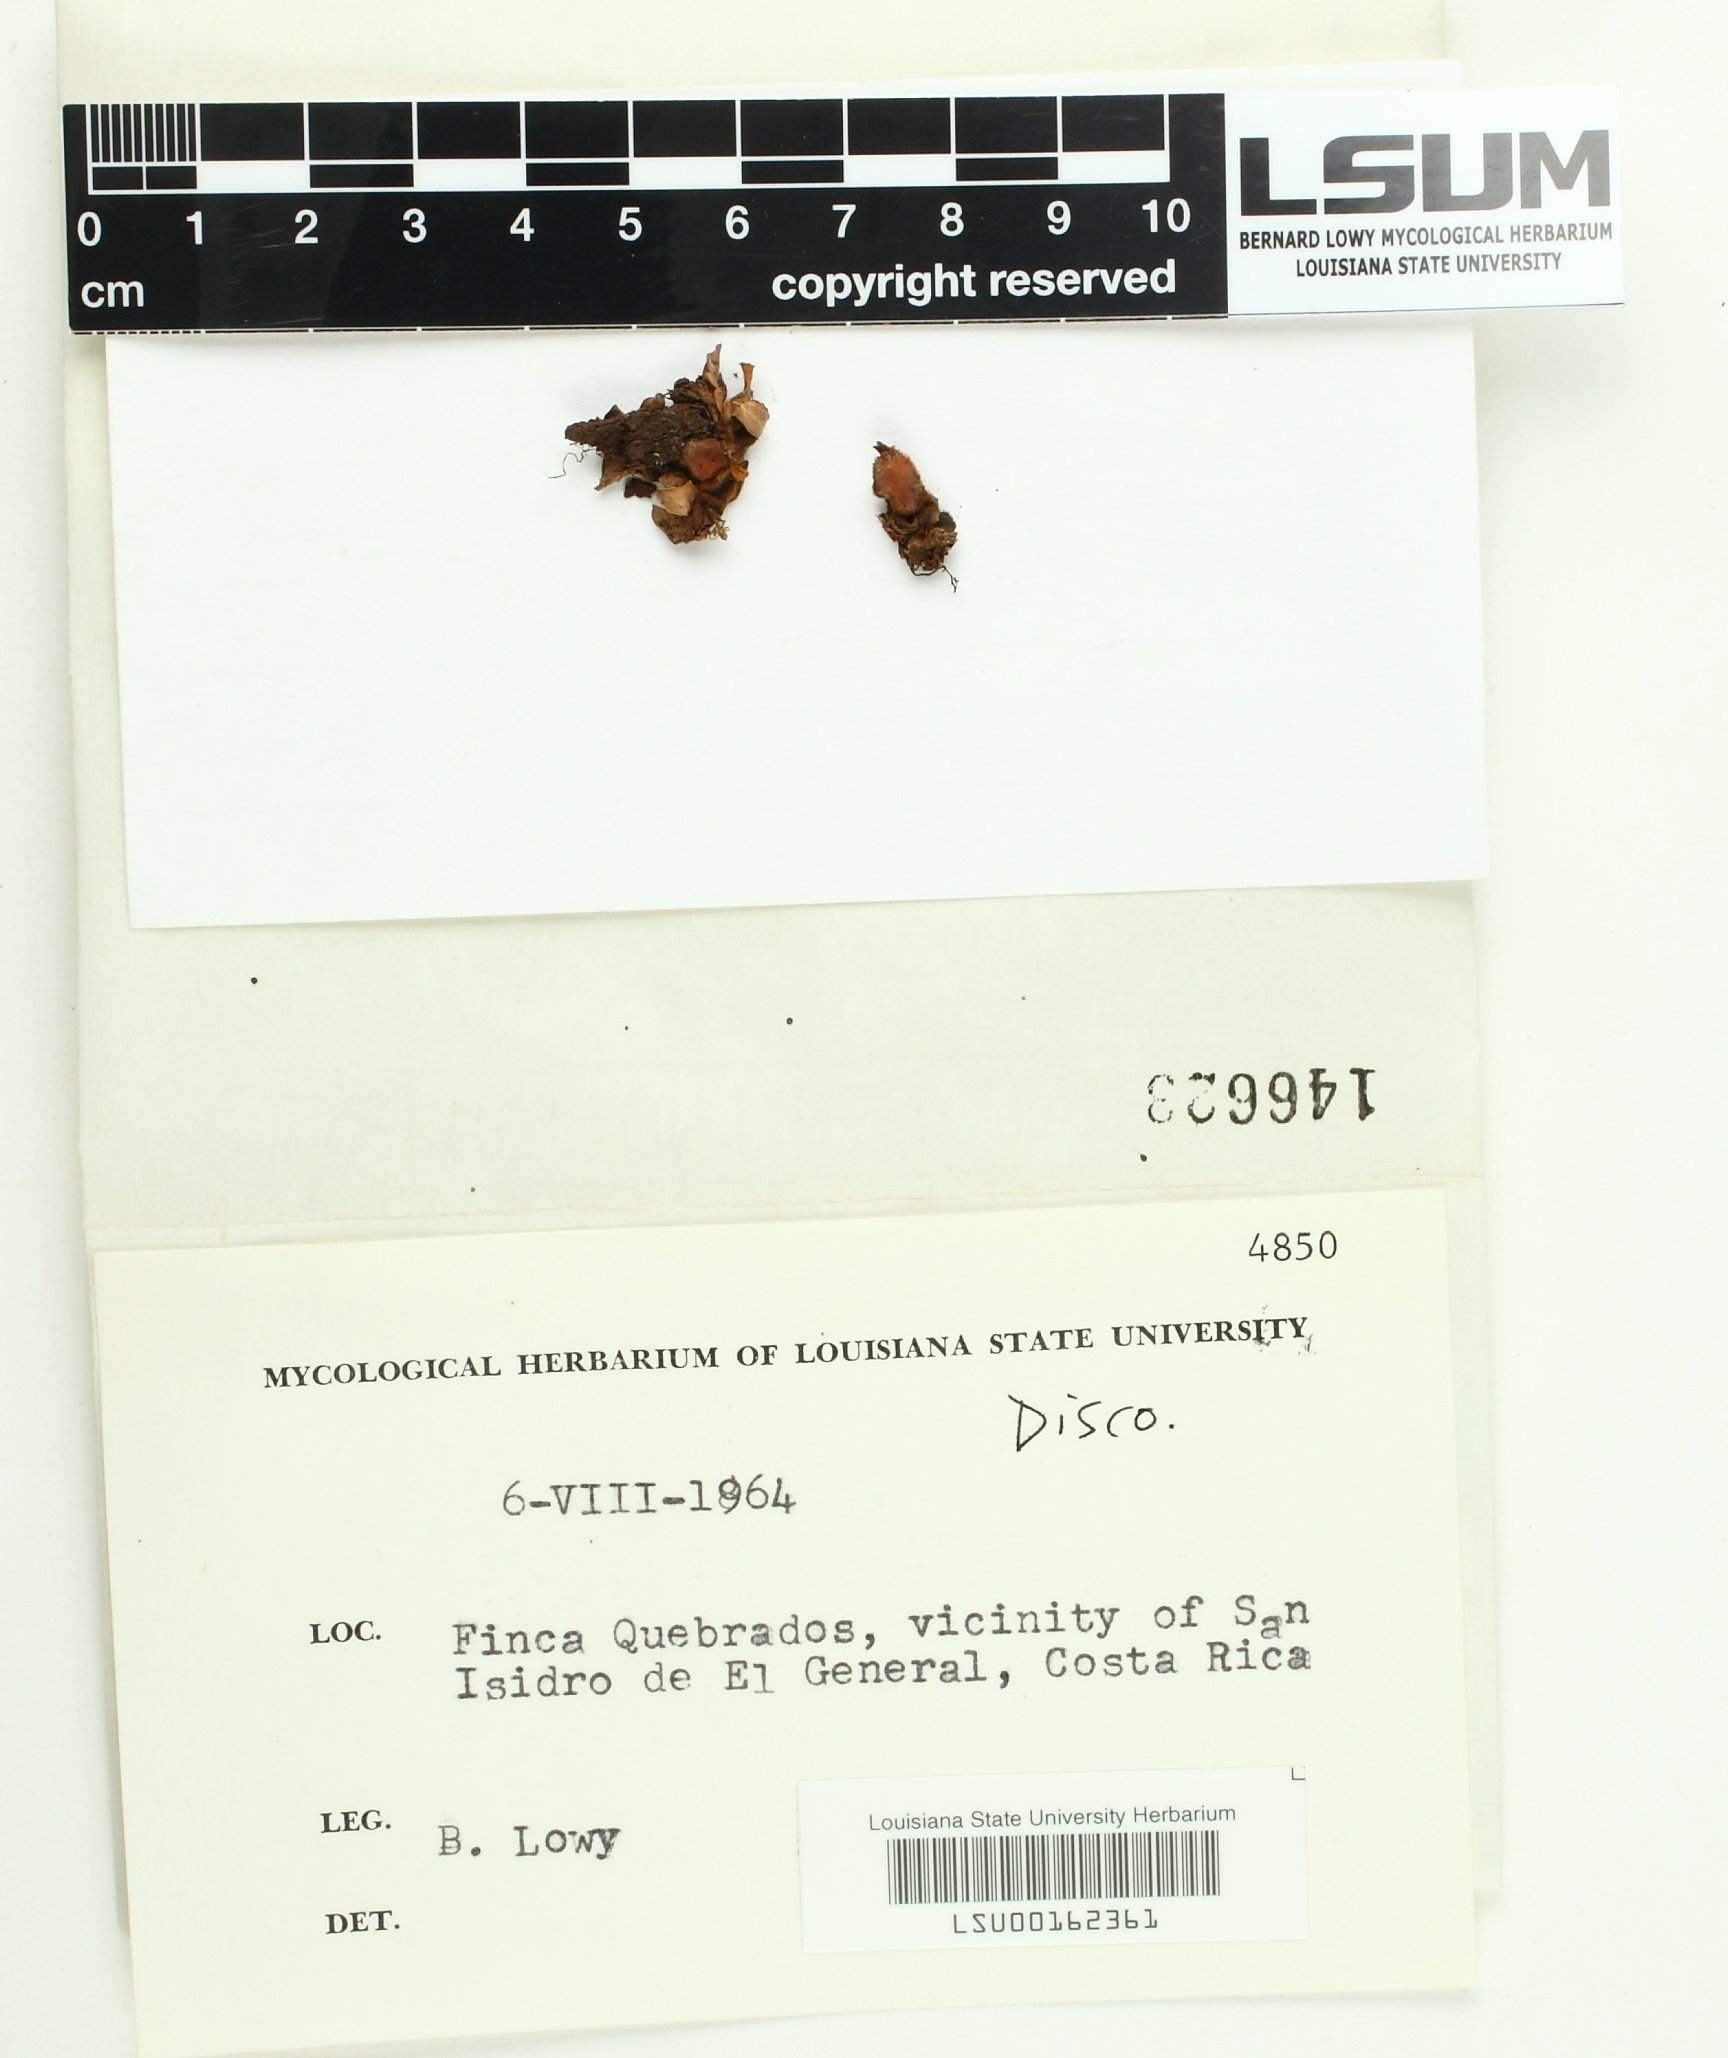 0 1 2 3 4 5 6 7 8 9 10
cm
copyright reserved
LSUM
BERNARD LOWY MYCOLOGICAL HERBARIUM
LOUISIANA STATE UNIVERSITY
146623
4850
MYCOLOGICAL HERBARIUM OF LOUISIANA STATE UNIVERSITY
Disco.
6-VIII-1964
LOC. Finca Quebrados, vicinity of San
Isidro de El General, Costa Rica
LEG. B. Lowy
Louisiana State University Herbarium
LSU00162361
DET.